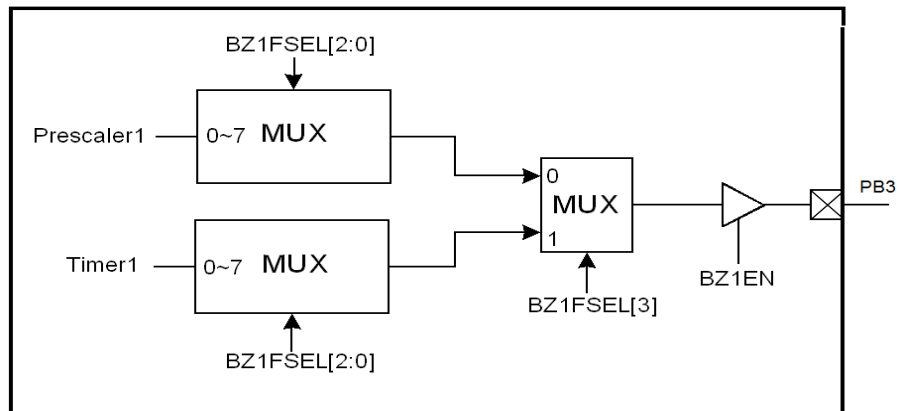 BZ1FSEL[2:0]
Prescaler1
0~7 MUX
0
MUX
PB3
1
Timer1
0~7 MUX
BZ1EN
BZ1FSEL[3]
BZ1FSEL[2:0]